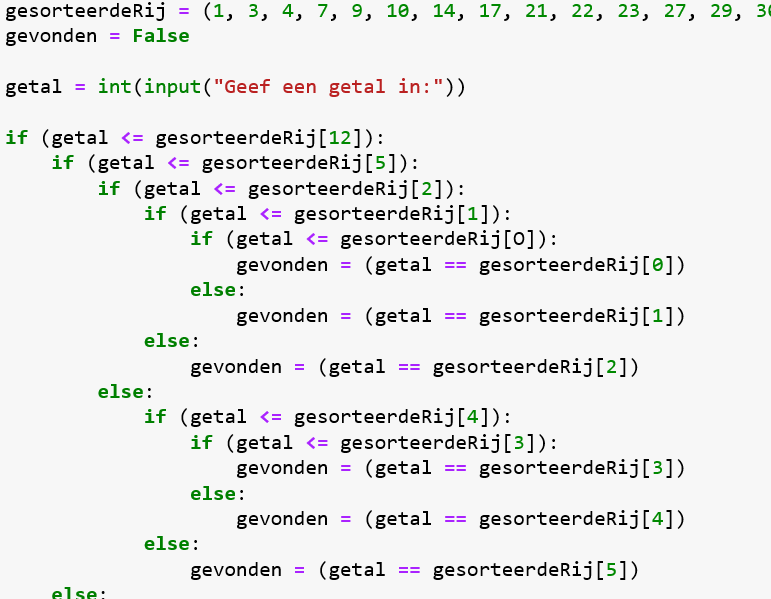 gesorteerdeRij = (1, 3, 4, 7, 9, 10, 14, 17, 21, 22, 23, 27, 29, 30
gevonden = False
getal = int(input("Geef een getal in:"))
if (getal <= gesorteerdeRij[12]):
    if (getal <= gesorteerdeRij[5]):
        if (getal <= gesorteerdeRij[2]):
            if (getal <= gesorteerdeRij[1]):
                if (getal <= gesorteerdeRij[O]):
                    gevonden = (getal == gesorteerdeRij[0])
                else:
                    gevonden = (getal == gesorteerdeRij[1])
            else:
                gevonden = (getal == gesorteerdeRij[2])
        else:
            if (getal <= gesorteerdeRij[4]):
                if (getal <= gesorteerdeRij[3]):
                    gevonden = (getal == gesorteerdeRij[3])
                else:
                    gevonden = (getal == gesorteerdeRij[4])
            else:
                gevonden = (getal == gesorteerdeRij[5])
    else: